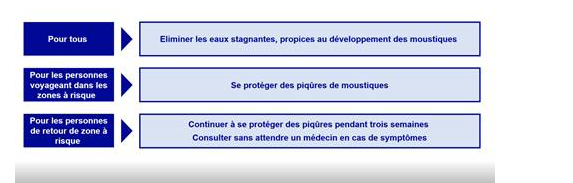 Pour tous
Eliminer les eaux stagnantes, propices au développement des moustiques
Pour les personnes
voyageant dans les
zones à risque
Se protéger des piqûres de moustiques
Pour les personnes
de retour de zone à
risque
Continuer à se protéger des piqûres pendant trois semaines
Consulter sans attendre un médecin en cas de symptômes